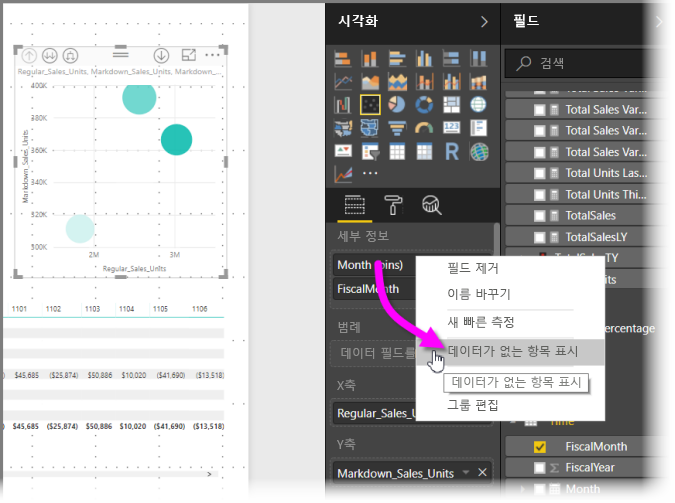 Regular_Sales_Units, Markdown_Sales_Units, Markdown_...
400K
380K
360K
340K
320K
300K
Markdown_Sales_Units
2M 3M
Regular_Sales_Units
1101 1102 1103 1104 1105 1106
$45,685 ($25,874) $50,886 $10,020 ($41,690) ($13,518)
$45,685 ($25,874) $50,886 $10,020 ($41,690) ($13,518)
시각화
123
R
세부 정보
Month
FiscalMonth
범례
데이터 필드를
X축
Regular_Sales_U
Y축
Markdown_Sales_Units
필드 제거
이름 바꾸기
새 빠른 측정
데이터가 없는 항목 표시
데이터가 없는 항목 표시
그룹 편집
필드
검색
Total Sales Var...
Total Sales Var...
Total Sales Var...
Total Units Las...
Total Units Thi...
TotalSales
TotalSalesLY
TotalSalesTY
ercentage
Time
FiscalMonth
FiscalYear
Month